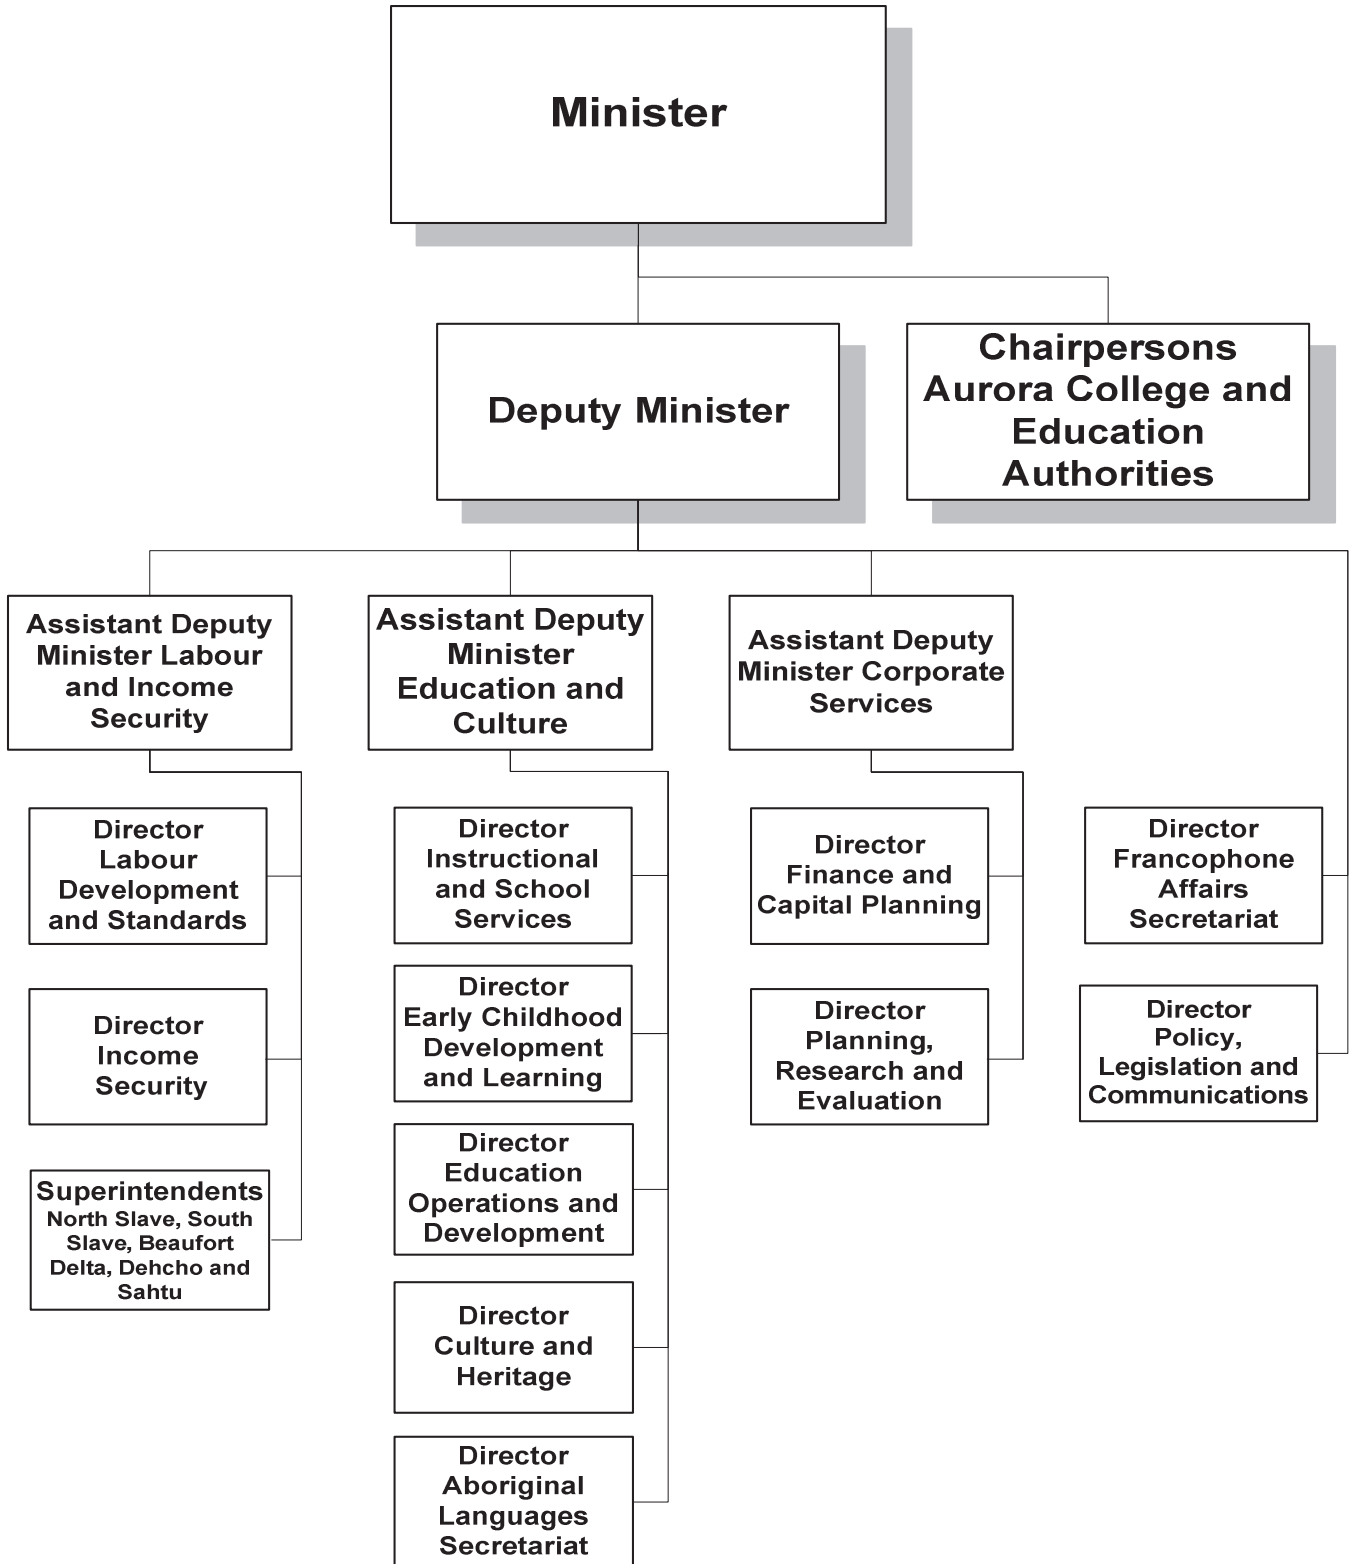 Minister
Deputy Minister
Chairpersons
Aurora College and
Education
Authorities
Assistant Deputy
Minister Labour
and Income
Security
Assistant Deputy
Minister
Education and
Culture
Assistant Deputy
Minister Corporate
Services
Director
Labour
Development
and Standards
Director
Income
Security
Superintendents
North Slave, South
Slave, Beaufort
Delta, Dehcho and
Sahtu
Director
Instructional
and School
Services
Director
Early Childhood
Development
and Learning
Director
Education
Operations and
Development
Director
Culture and
Heritage
Director
Aboriginal
Languages
Secretariat
Director
Finance and
Capital Planning
Director
Planning,
Research and
Evaluation
Director
Francophone
Affairs
Secretariat
Director
Policy,
Legislation and
Communications